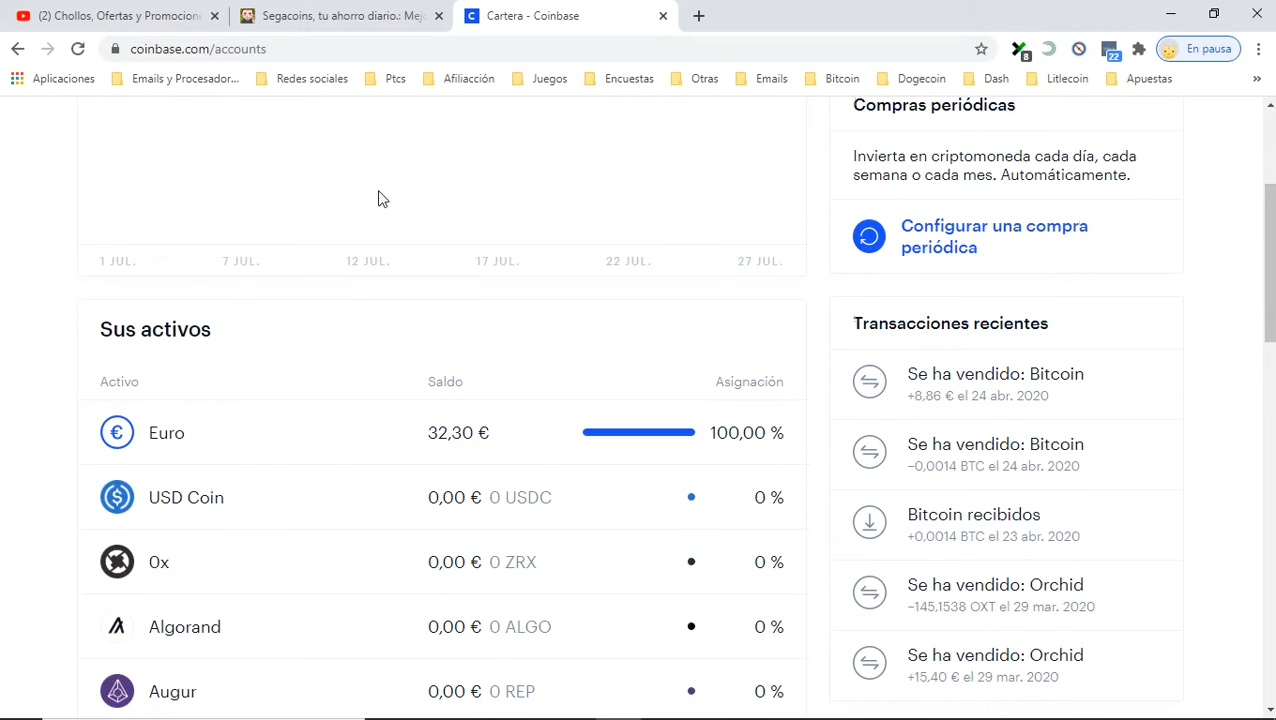 (2) Chollos, Ofertas y Promocione
Segacoins, tu ahorro diario.: Mejo
Cartera - Coinbase
coinbase.com/accounts
8
22
En pausa
Aplicaciones
Emails y Procesador...
Redes sociales
Ptcs
Afiliacción
Juegos
Encuestas
Otras
Emails
Bitcoin
Dogecoin
Dash
Litlecoin
Apuestas
»
Compras periódicas
Invierta en criptomoneda cada día, cada
semana o cada mes. Automáticamente.
Configurar una compra
periódica
1 JUL.
7 JUL.
12 JUL.
17 JUL.
22 JUL.
27 JUL.
Sus activos
Activo
Saldo
Asignación
Euro
32,30 €
100,00 %
USD Coin
0,00 € 0 USDC
0 %
0x
0,00 € 0 ZRX
0 %
Algorand
0,00 € 0 ALGO
0 %
Augur
0,00 € 0 REP
0 %
Transacciones recientes
Se ha vendido: Bitcoin
+8,86 € el 24 abr. 2020
Se ha vendido: Bitcoin
−0,0014 BTC el 24 abr. 2020
Bitcoin recibidos
+0,0014 BTC el 23 abr. 2020
Se ha vendido: Orchid
−145,1538 OXT el 29 mar. 2020
Se ha vendido: Orchid
+15,40 € el 29 mar. 2020